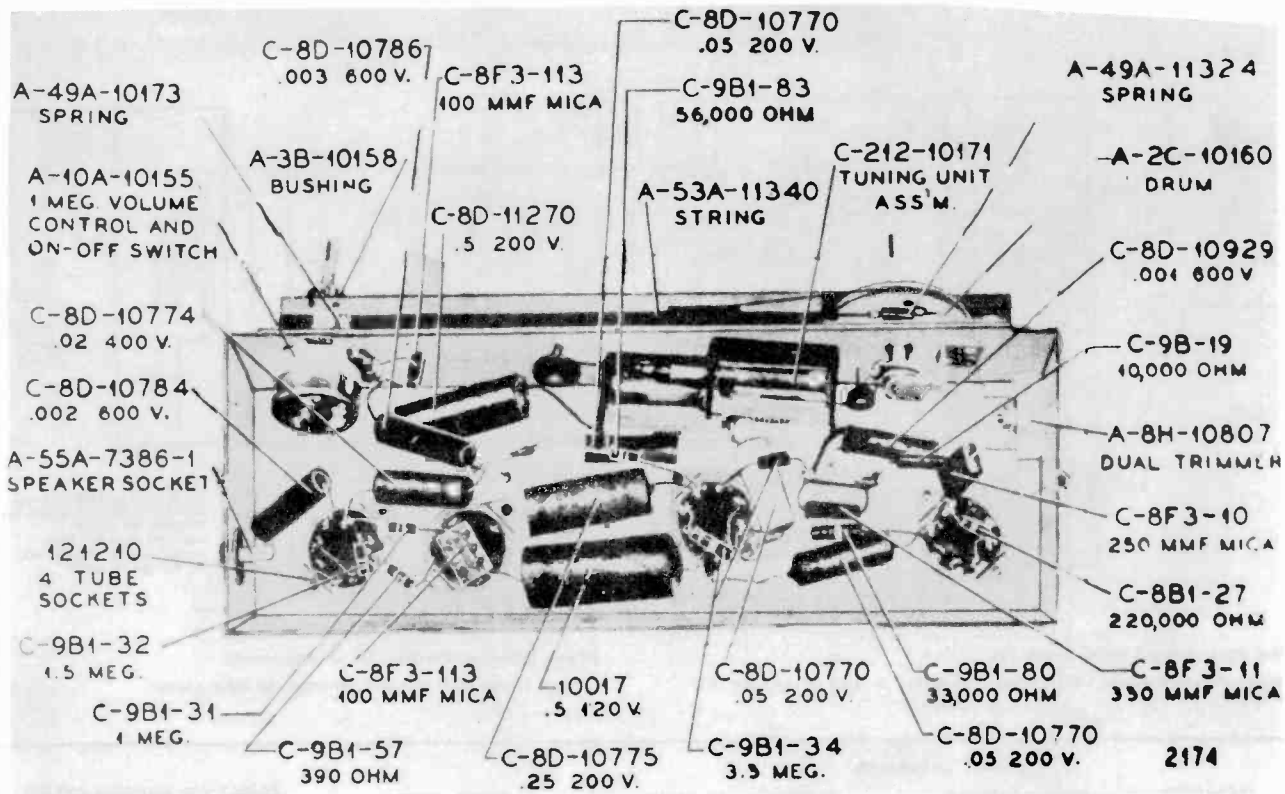 C-8D-10770
.05 200 V.
C-8D-10786
.003 600 V.
C-8F3-113
100 MMF MICA
C-9B1-83
56,000 OHM
A-49A-11324
SPRING
A-49A-10173
SPRING
A-3B-10158
BUSHING
C-212-10171
TUNING UNIT
ASS'M.
A-2C-10160
DRUM
A-10A-10155
1 MEG. VOLUME
CONTROL AND
ON-OFF SWITCH
A-53A-11340
STRING
C-8D-11270
.5 200 V.
C-8D-10929
.001 600 V
C-8D-10774
.02 400 V.
C-9B-19
10,000 OHM
C-8D-10784
.002 600 V.
A-8H-10807
DUAL TRIMMER
A-55A-7386-1
SPEAKER SOCKET
C-8F3-10
250 MMF MICA
121210
4 TUBE
SOCKETS
C-8B1-27
220,000 OHM
C-9B1-32
1.5 MEG.
C-8F3-113
100 MMF MICA
10017
.5 120 V.
C-8D-10770
.05 200 V.
C-9B1-80
33,000 OHM
C-8F3-11
MMF MICA
C-9B1-31
1 MEG.
C-9B1-57
390 OHM
C-8D-10775
.25 200 V.
C-9B1-34
MEG.
C-8D-10770
.05 200 V.
2174